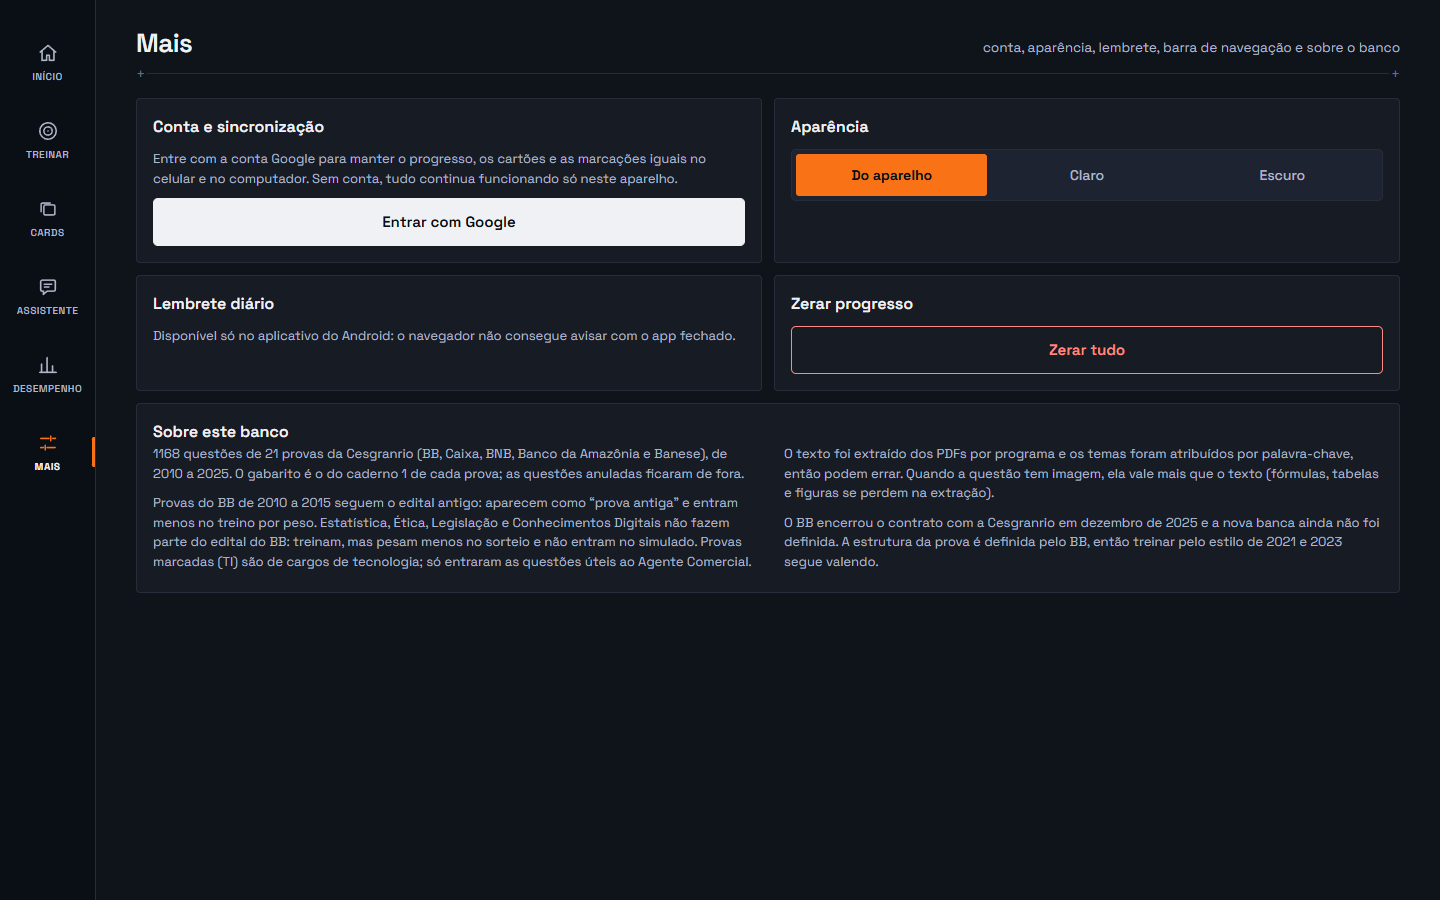 INÍCIO
TREINAR
CARDS
ASSISTENTE
DESEMPENHO
MAIS
Mais
conta, aparência, lembrete, barra de navegação e sobre o banco
Conta e sincronização
Entre com a conta Google para manter o progresso, os cartões e as marcações iguais no
celular e no computador. Sem conta, tudo continua funcionando só neste aparelho.
Entrar com Google
Aparência
Do aparelho
Claro
Escuro
Lembrete diário
Disponível só no aplicativo do Android: o navegador não consegue avisar com o app fechado.
Zerar progresso
Zerar tudo
Sobre este banco
1168 questões de 21 provas da Cesgranrio (BB, Caixa, BNB, Banco da Amazônia e Banese), de
2010 a 2025. O gabarito é o do caderno 1 de cada prova; as questões anuladas ficaram de fora.
Provas do BB de 2010 a 2015 seguem o edital antigo: aparecem como “prova antiga” e entram
menos no treino por peso. Estatística, Ética, Legislação e Conhecimentos Digitais não fazem
parte do edital do BB: treinam, mas pesam menos no sorteio e não entram no simulado. Provas
marcadas (TI) são de cargos de tecnologia; só entraram as questões úteis ao Agente Comercial.
O texto foi extraído dos PDFs por programa e os temas foram atribuídos por palavra-chave,
então podem errar. Quando a questão tem imagem, ela vale mais que o texto (fórmulas, tabelas
e figuras se perdem na extração).
O BB encerrou o contrato com a Cesgranrio em dezembro de 2025 e a nova banca ainda não foi
definida. A estrutura da prova é definida pelo BB, então treinar pelo estilo de 2021 e 2023
segue valendo.